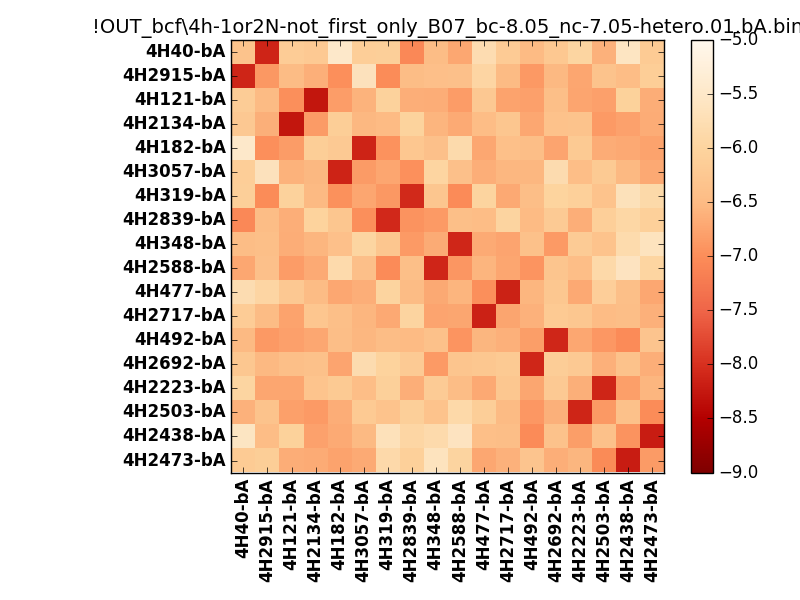 !OUT_bcf\4h-1or2N-not_first_only_B07_bc-8.05_nc-7.05-hetero.01.bA.bin
4H40-bA
4H2915-bA
4H121-bA
4H2134-bA
4H182-bA
4H3057-bA
4H319-bA
4H2839-bA
4H348-bA
4H2588-bA
4H477-bA
4H2717-bA
4H492-bA
4H2692-bA
4H2223-bA
4H2503-bA
4H2438-bA
4H2473-bA
4H40-bA
4H2915-bA
4H121-bA
4H2134-bA
4H182-bA
4H3057-bA
4H319-bA
4H2839-bA
4H348-bA
4H2588-bA
4H477-bA
4H2717-bA
4H492-bA
4H2692-bA
4H2223-bA
4H2503-bA
4H2438-bA
4H2473-bA
−5.0
−5.5
−6.0
−6.5
−7.0
−7.5
−8.0
−8.5
−9.0